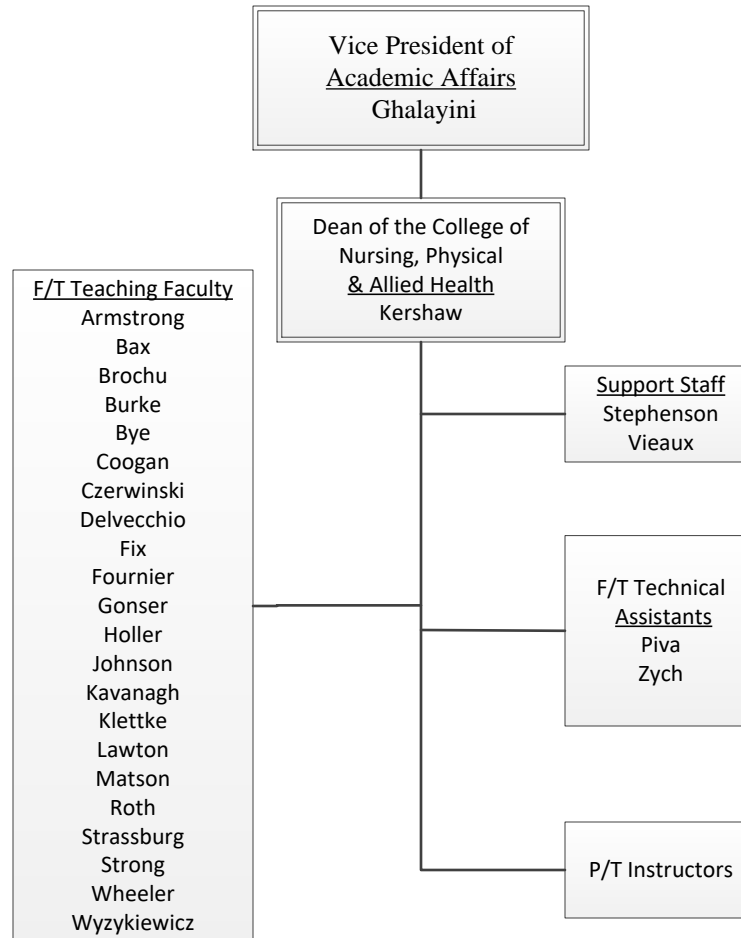 Vice President of
Academic Affairs
Ghalayini
Dean of the College of
Nursing, Physical
& Allied Health
Kershaw
F/T Teaching Faculty
Armstrong
Bax
Brochu
Burke
Bye
Coogan
Czerwinski
Delvecchio
Fix
Fournier
Gonser
Holler
Johnson
Kavanagh
Klettke
Lawton
Matson
Roth
Strassburg
Strong
Wheeler
Wyzykiewicz
Support Staff
Stephenson
Vieaux
F/T Technical
Assistants
Piva
Zych
P/T Instructors